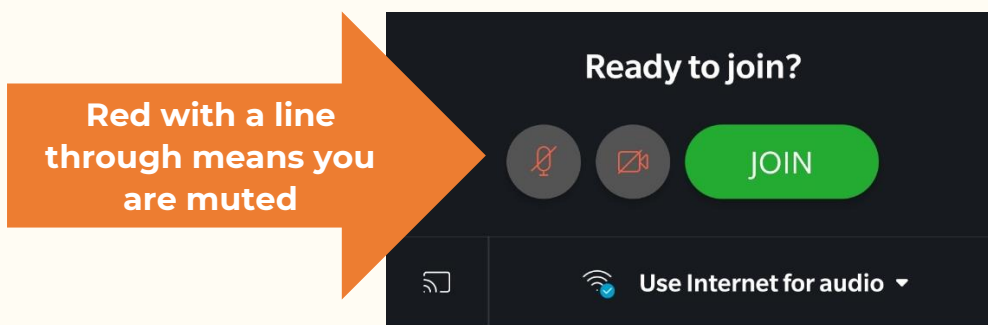 Red with a line
through means you
are muted
Ready to join?
JOIN
Use Internet for audio